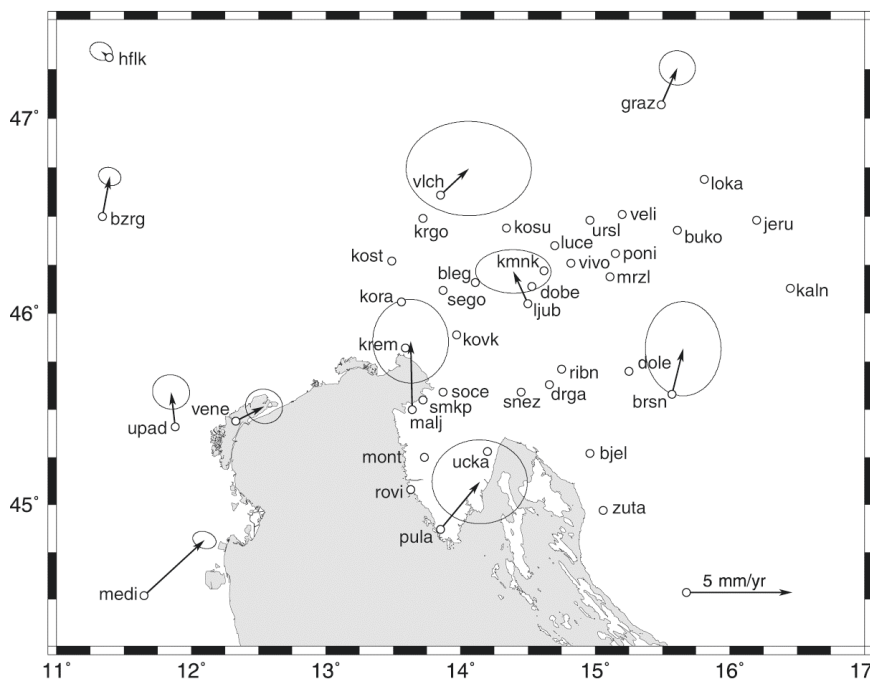 hflk
47°
graz
vlch
loka
bzrg
krgo
kosu
veli
ursl
jeru
luce
buko
kost
kmnk
vivo
poni
bleg
mrzl
kora
sego
dobe
kaln
46°
ljub
krem
kovk
ribn
dole
vene
soce
drga
smkp
snez
brsn
upad
malj
mont
ucka
bjel
45°
rovi
zuta
pula
5 mm/yr
medi
11° 12° 13° 14° 15° 16° 17